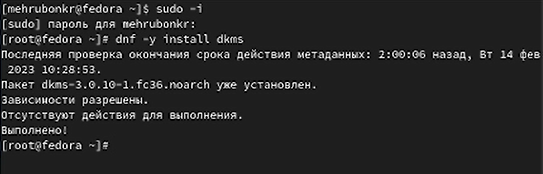 [mehrubonkr@fedora ~]$ sudo -i
[sudo] пароль для mehrubonkr:
[root@fedora ~]# dnf -y install dkms
Последняя проверка окончания срока действия метаданных: 2:00:06 назад, Вт 14 фев
2023 10:28:53.
Пакет dkms-3.0.10-1.fc36.noarch уже установлен.
Зависимости разрешены.
Отсутствуют действия для выполнения.
Выполнено!
[root@fedora ~]#